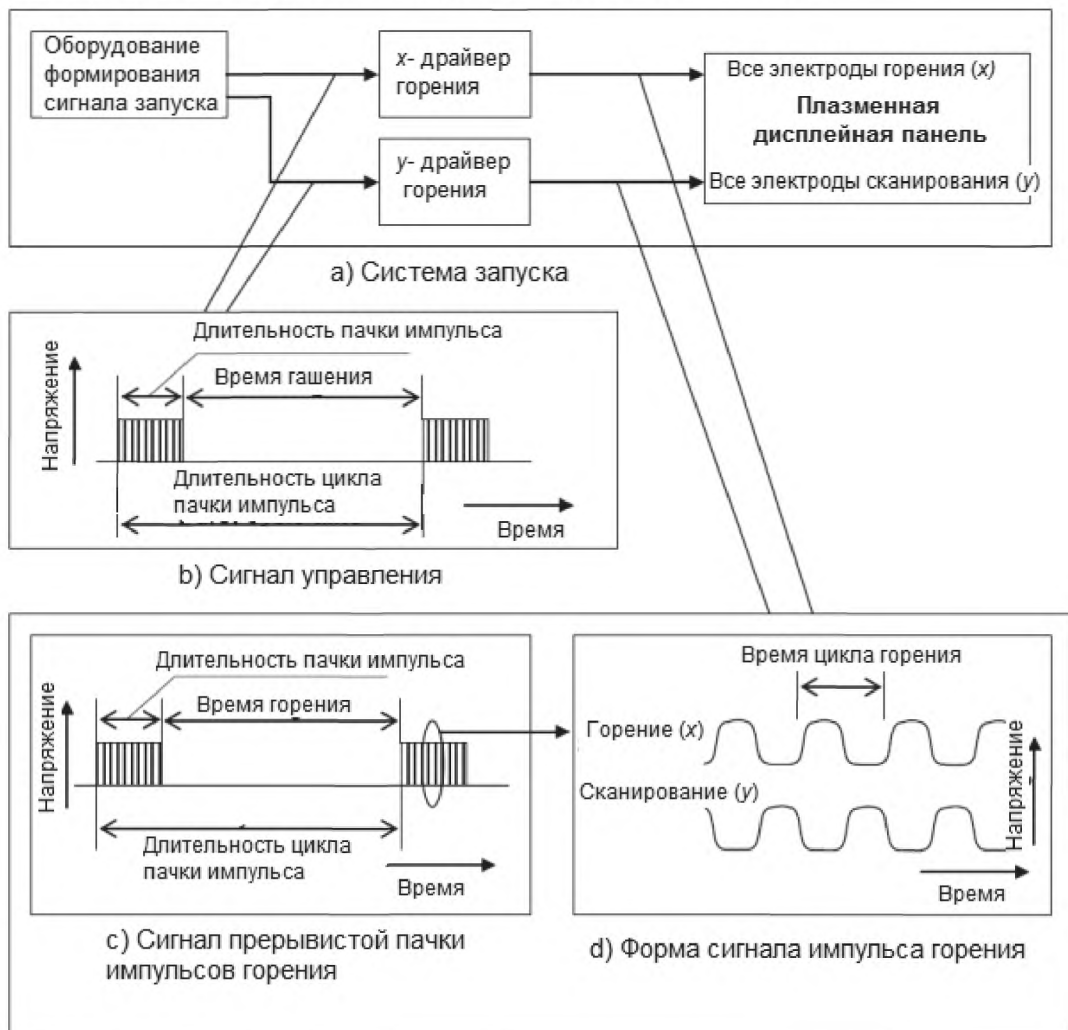 Оборудование
формирования
сигнала запуска
x- драйвер
горения
y- драйвер
горения
Все электроды горения (x)
Плазменная
дисплейная панель
Все электроды сканирования (y)
a) Система запуска
Длительность пачки импульса
Напряжение
Время гашения
Длительность цикла
пачки импульса
Время
b) Сигнал управления
Длительность пачки импульса
Напряжение
Время горения
Длительность цикла
пачки импульса
Время
c) Сигнал прерывистой пачки
импульсов горения
Время цикла горения
Горение (x)
Сканирование (y)
Напряжение
Время
d) Форма сигнала импульса горения